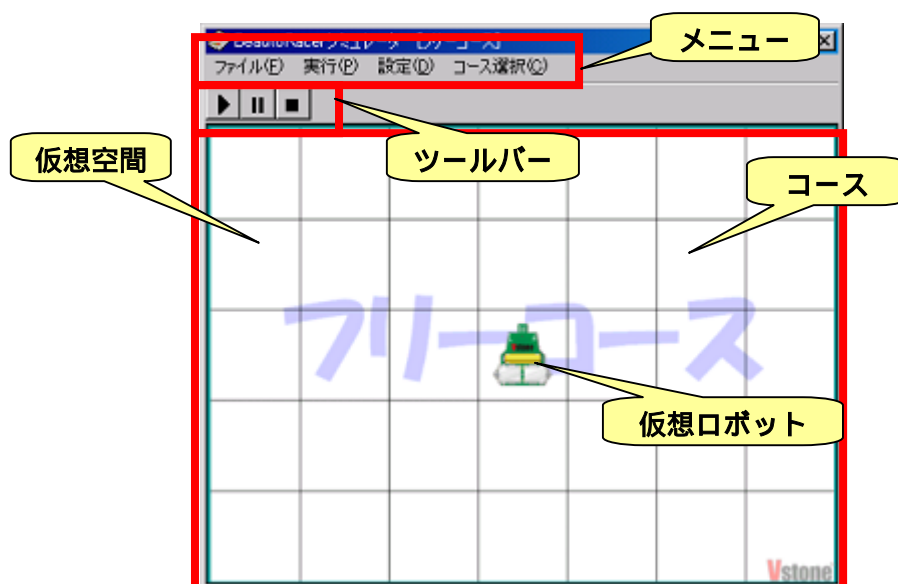 メニュー
ファイル(F) 実行(P) 設定(D) コース選択(C)
ツールバー
仮想空間
コース
フリーコース
Vstone
仮想ロボット
Vstone